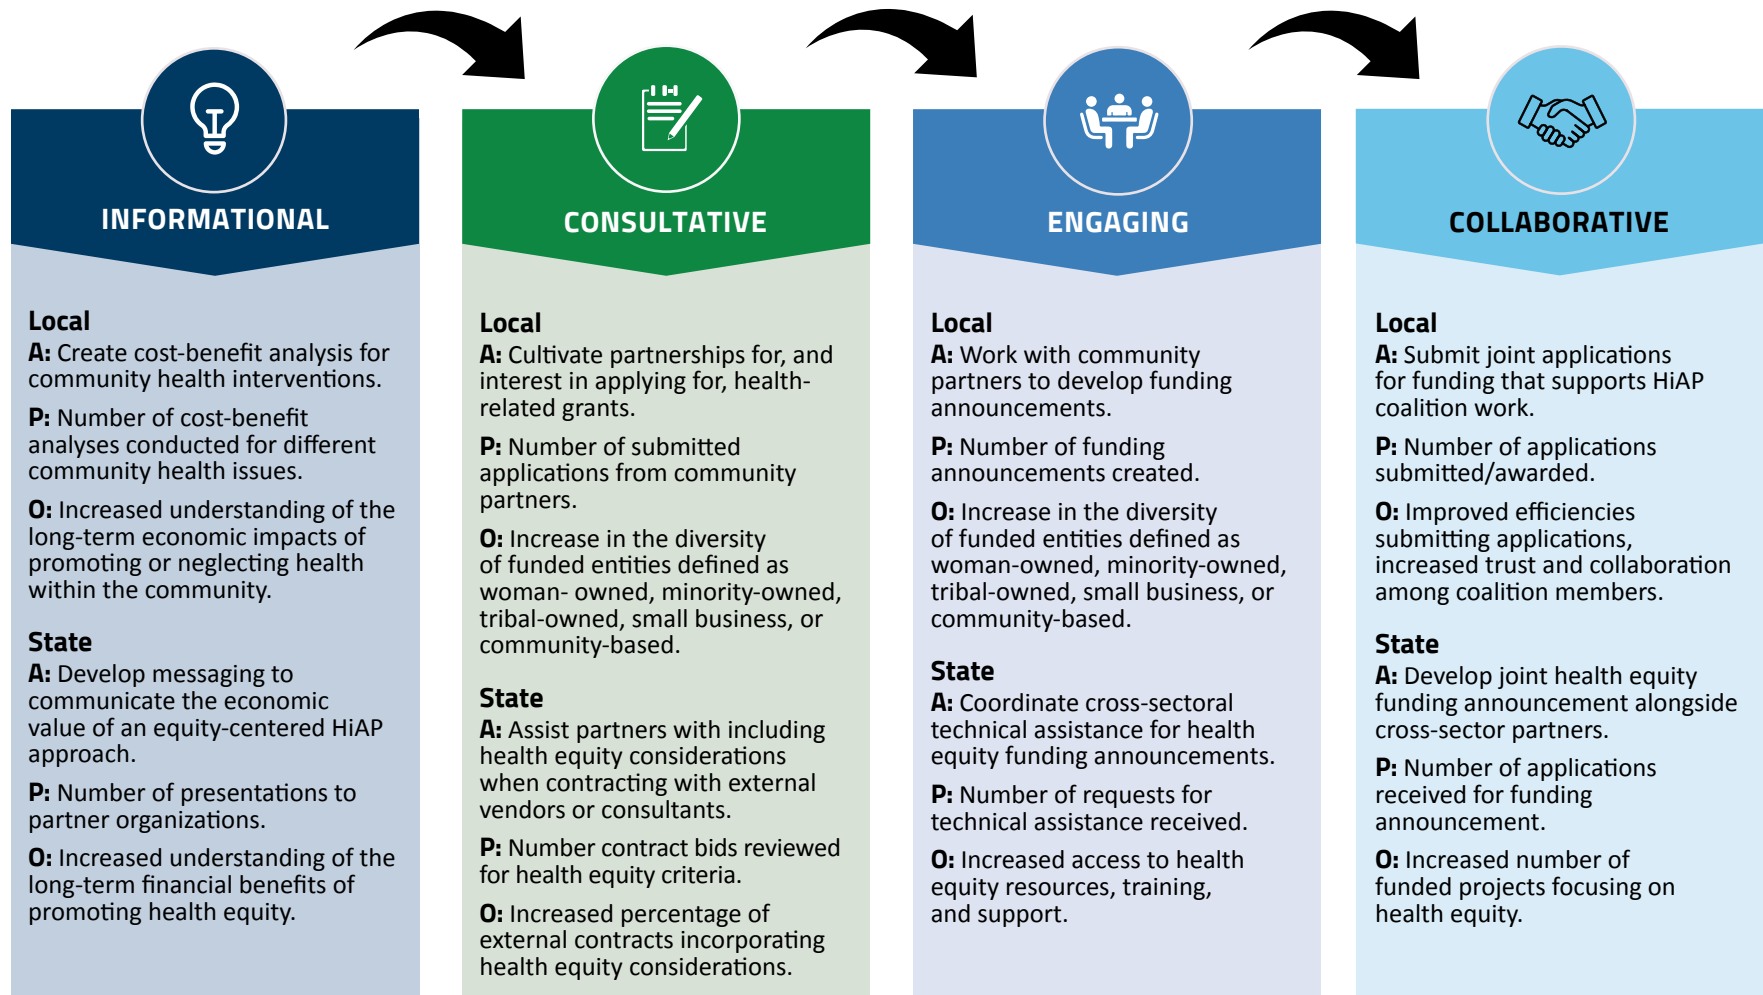 INFORMATIONAL
Local
A: Create cost-benefit analysis for
community health interventions.
P: Number of cost-benefit
analyses conducted for different
community health issues.
O: Increased understanding of the
long-term economic impacts of
promoting or neglecting health
within the community.
State
A: Develop messaging to
communicate the economic
value of an equity-centered HiAP
approach.
P: Number of presentations to
partner organizations.
O: Increased understanding of the
long-term financial benefits of
promoting health equity.
CONSULTATIVE
Local
A: Cultivate partnerships for, and
interest in applying for, health-
related grants.
P: Number of submitted
applications from community
partners.
O: Increase in the diversity
of funded entities defined as
woman- owned, minority-owned,
tribal-owned, small business, or
community-based.
State
A: Assist partners with including
health equity considerations
when contracting with external
vendors or consultants.
P: Number contract bids reviewed
for health equity criteria.
O: Increased percentage of
external contracts incorporating
health equity considerations.
ENGAGING
Local
A: Work with community
partners to develop funding
announcements.
P: Number of funding
announcements created.
O: Increase in the diversity
of funded entities defined as
woman-owned, minority-owned,
tribal-owned, small business, or
community-based.
State
A: Coordinate cross-sectoral
technical assistance for health
equity funding announcements.
P: Number of requests for
technical assistance received.
O: Increased access to health
equity resources, training,
and support.
COLLABORATIVE
Local
A: Submit joint applications
for funding that supports HiAP
coalition work.
P: Number of applications
submitted/awarded.
O: Improved efficiencies
submitting applications,
increased trust and collaboration
among coalition members.
State
A: Develop joint health equity
funding announcement alongside
cross-sector partners.
P: Number of applications
received for funding
announcement.
O: Increased number of
funded projects focusing on
health equity.